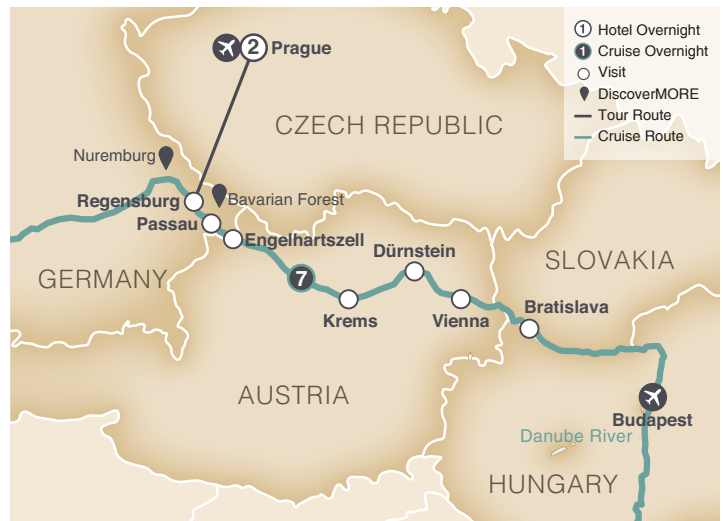 1 Hotel Overnight
1 Cruise Overnight
Visit
DiscoverMORE
Tour Route
Cruise Route
2 Prague
CZECH REPUBLIC
Nuremburg
Regensburg
Bavarian Forest
Passau
Engelhartszell
Dürnstein
GERMANY
SLOVAKIA
7
Krems
Vienna
Bratislava
AUSTRIA
Budapest
Danube River
HUNGARY